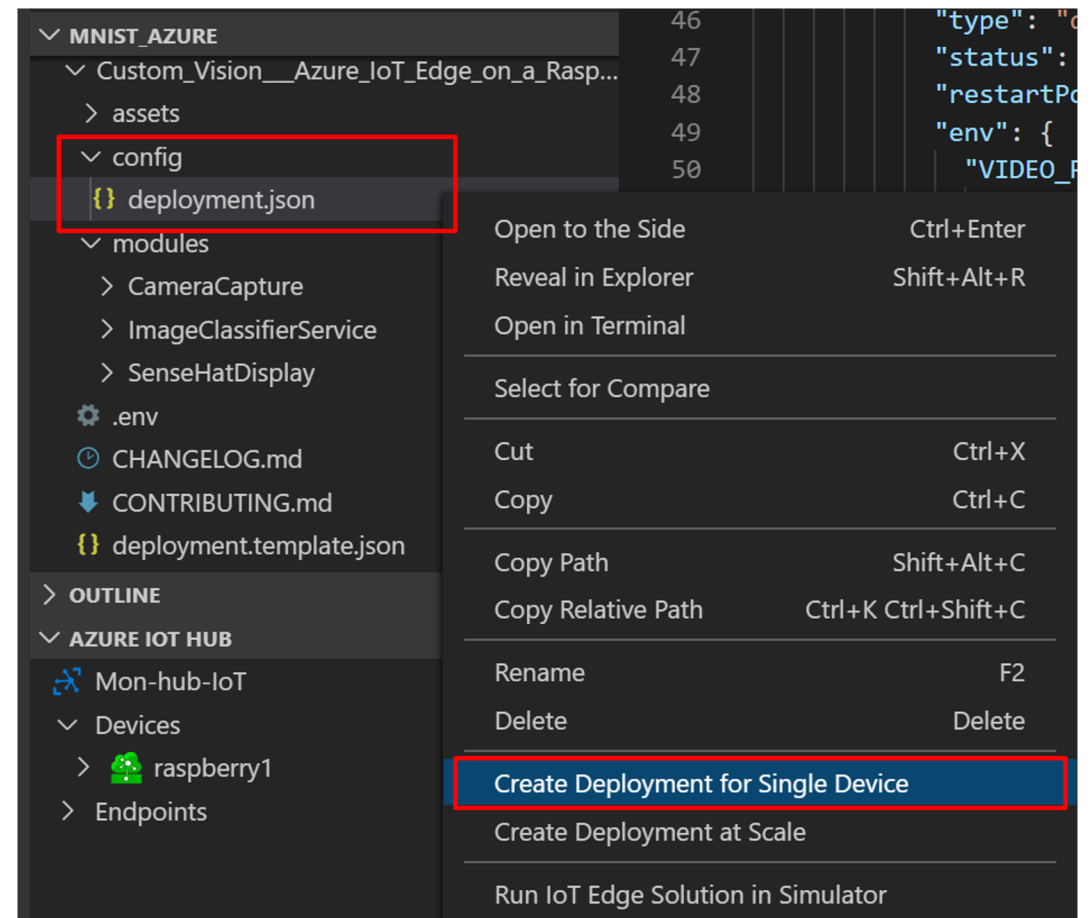 MNIST_AZURE
Custom_Vision___Azure_IoT_Edge_on_a_Rasp...
assets
config
{} deployment.json
modules
CameraCapture
ImageClassifierService
SenseHatDisplay
.env
CHANGELOG.md
CONTRIBUTING.md
{} deployment.template.json
OUTLINE
AZURE IOT HUB
Mon-hub-IoT
Devices
raspberry1
Endpoints
46 "type": "
47 "status":
48 "restartPo
49 "env": {
50 "VIDEO_
Open to the Side Ctrl+Enter
Reveal in Explorer Shift+Alt+R
Open in Terminal
Select for Compare
Cut Ctrl+X
Copy Ctrl+C
Copy Path Shift+Alt+C
Copy Relative Path Ctrl+K Ctrl+Shift+C
Rename F2
Delete Delete
Create Deployment for Single Device
Create Deployment at Scale
Run IoT Edge Solution in Simulator